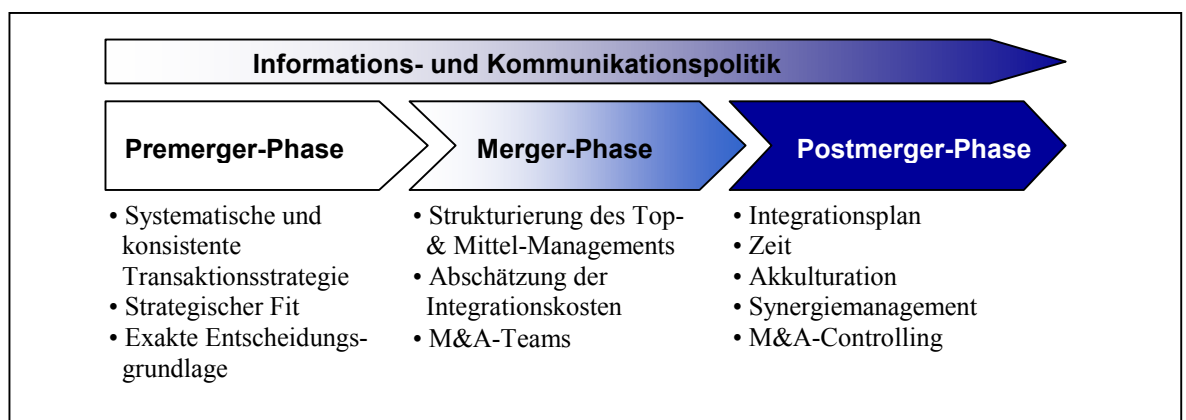 Informations- und Kommunikationspolitik
Premerger-Phase
• Systematische und
konsistente
Transaktionsstrategie
• Strategischer Fit
• Exakte Entscheidungs-
grundlage
Merger-Phase
• Strukturierung des Top-
& Mittel-Managements
• Abschätzung der
Integrationskosten
• M&A-Teams
Postmerger-Phase
• Integrationsplan
• Zeit
• Akkulturation
• Synergiemanagement
• M&A-Controlling